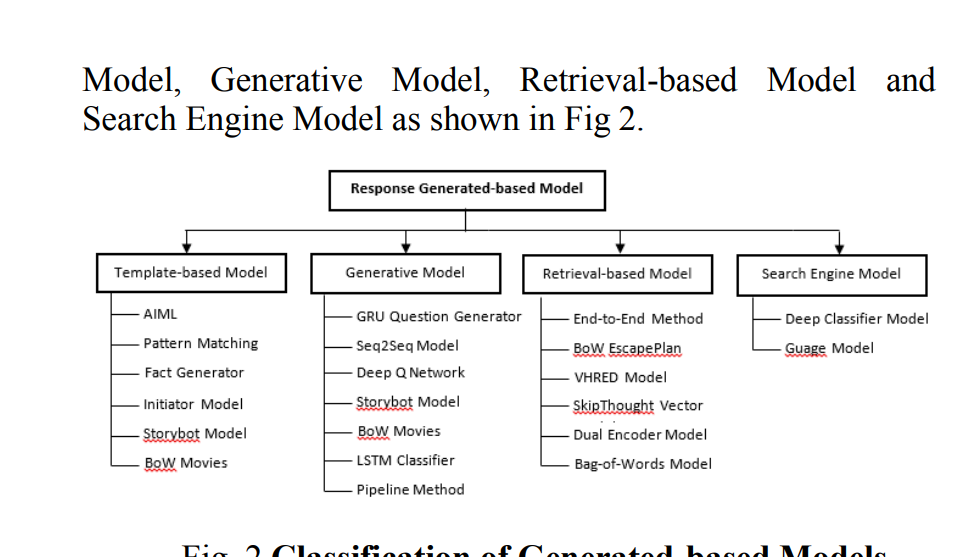 Model, Generative Model, Retrieval-based Model and
Search Engine Model as shown in Fig 2.
Response Generated-based Model
Template-based Model
AIML
Pattern Matching
Fact Generator
Initiator Model
Storybot Model
BoW Movies
Generative Model
GRU Question Generator
Seq2Seq Model
Deep Q Network
Storybot Model
BoW Movies
LSTM Classifier
Pipeline Method
Retrieval-based Model
End-to-End Method
BoW EscapePlan
VHRED Model
SkipThought Vector
Dual Encoder Model
Bag-of-Words Model
Search Engine Model
Deep Classifier Model
Guage Model
Fig. 2 Classification of Generated-based Models